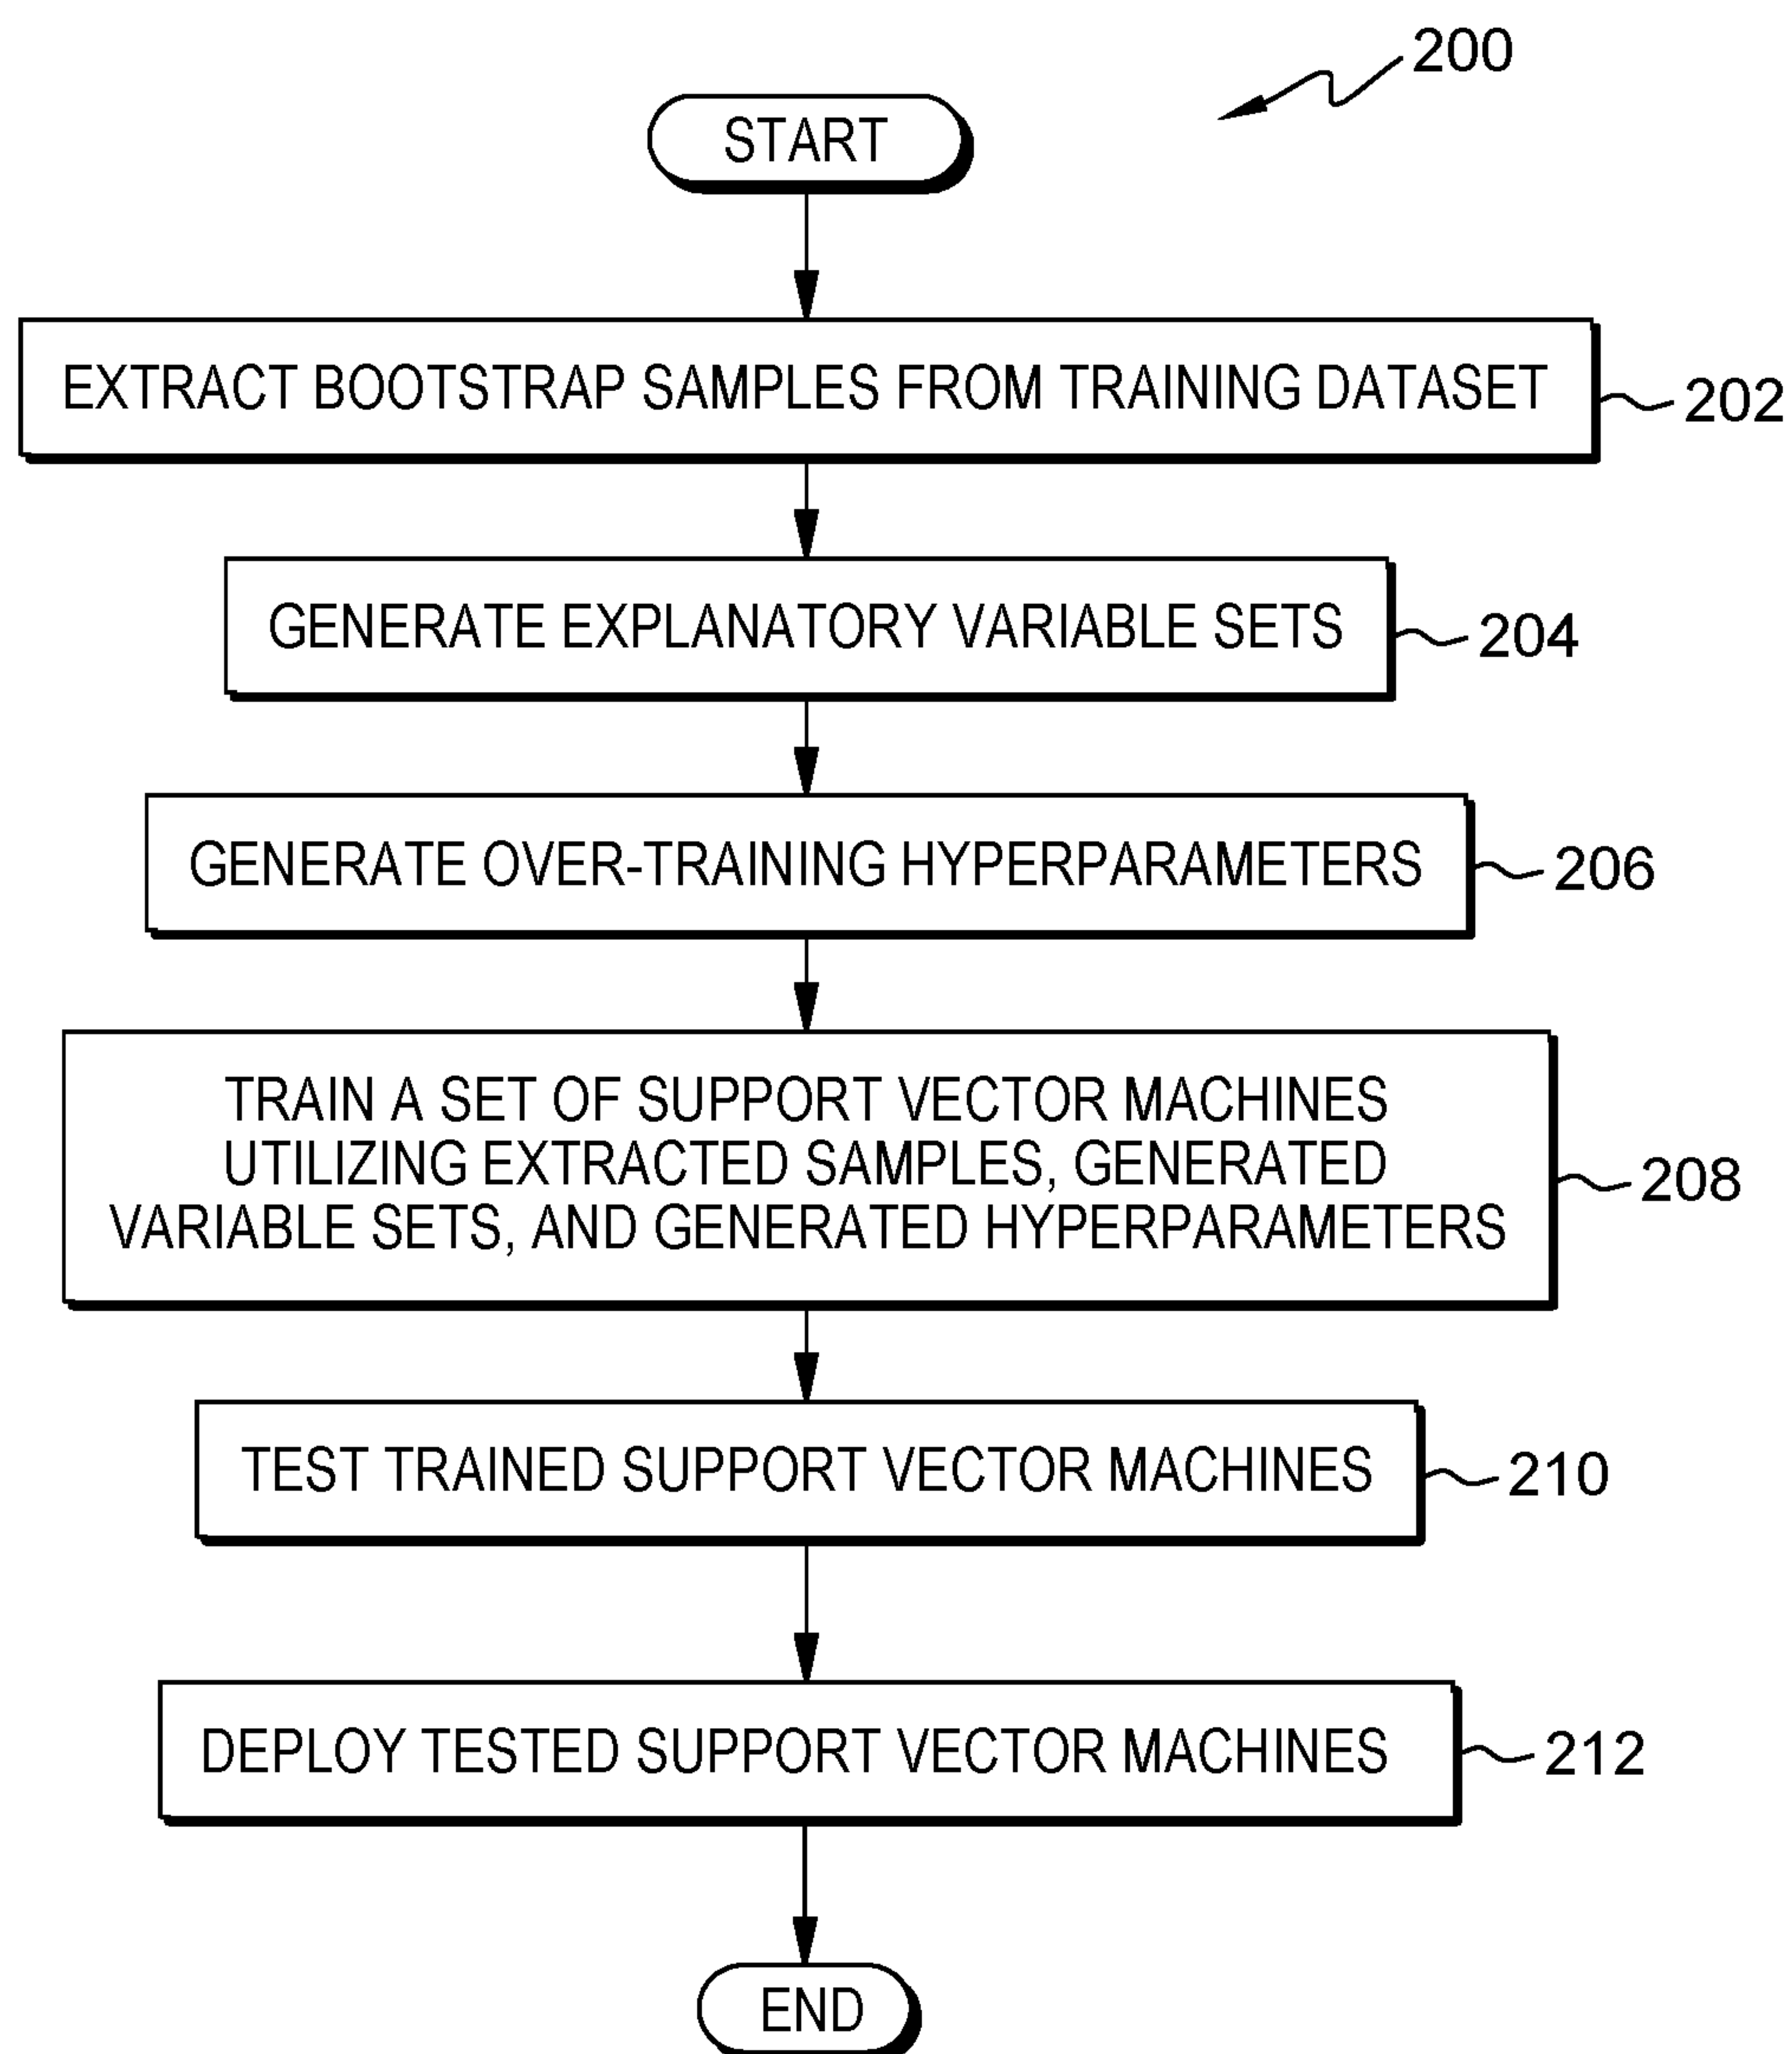 200
START
EXTRACT BOOTSTRAP SAMPLES FROM TRAINING DATASET
202
GENERATE EXPLANATORY VARIABLE SETS
204
GENERATE OVER-TRAINING HYPERPARAMETERS
206
TRAIN A SET OF SUPPORT VECTOR MACHINES
UTILIZING EXTRACTED SAMPLES, GENERATED
VARIABLE SETS, AND GENERATED HYPERPARAMETERS
208
TEST TRAINED SUPPORT VECTOR MACHINES
210
DEPLOY TESTED SUPPORT VECTOR MACHINES
212
END